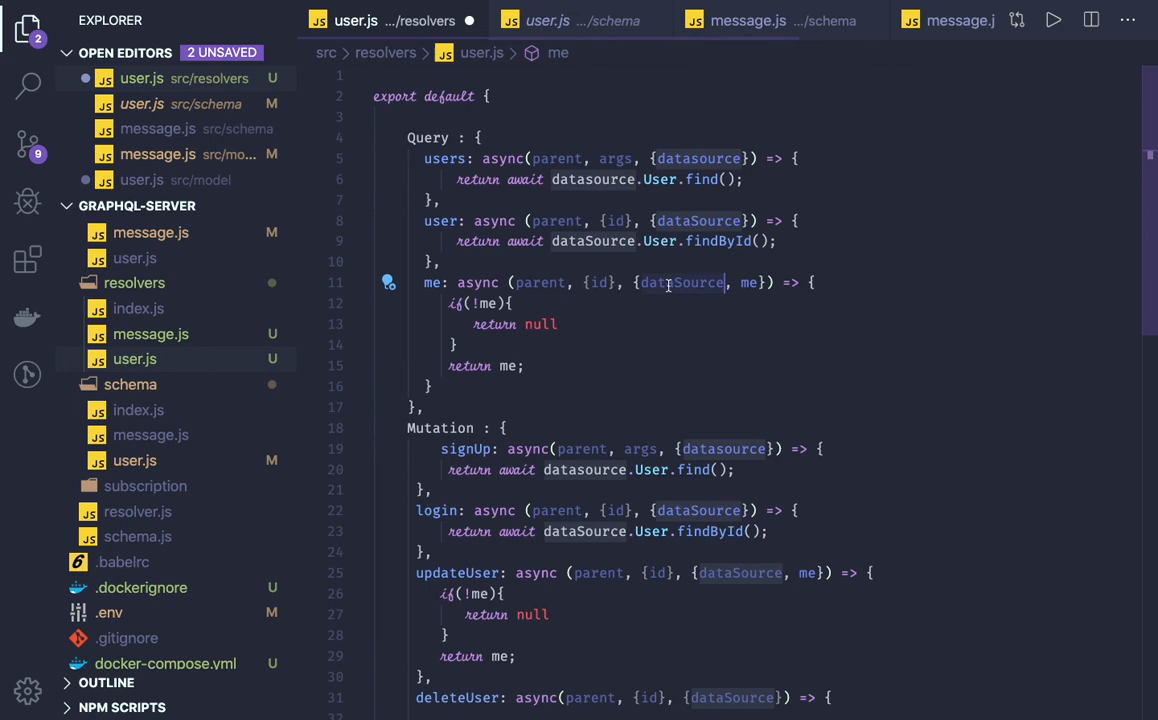 EXPLORER
user.js .../resolvers
user.js .../schema
message.js .../schema
message.j
2
OPEN EDITORS 2 UNSAVED
user.js src/resolvers U
user.js src/schema M
message.js src/schema
message.js src/mo... M
user.js src/model
9
GRAPHQL-SERVER
message.js M
user.js
resolvers
index.js
message.js U
user.js U
schema
index.js
message.js
user.js M
subscription
resolver.js
schema.js
.babelrc
.dockerignore U
.env M
.gitignore
docker-compose.yml U
OUTLINE
NPM SCRIPTS
src > resolvers > user.js > me
1
2 export default {
3
4 Query : {
5 users: async(parent, args, {datasource}) => {
6 return await datasource.User.find();
7 },
8 user: async (parent, {id}, {dataSource}) => {
9 return await dataSource.User.findById();
10 },
11 me: async (parent, {id}, {dataSource, me}) => {
12 if(!me){
13 return null
14 }
15 return me;
16 }
17 },
18 Mutation : {
19 signUp: async(parent, args, {datasource}) => {
20 return await datasource.User.find();
21 },
22 login: async (parent, {id}, {dataSource}) => {
23 return await dataSource.User.findById();
24 },
25 updateUser: async (parent, {id}, {dataSource, me}) => {
26 if(!me){
27 return null
28 }
29 return me;
30 },
31 deleteUser: async(parent, {id}, {dataSource}) => {